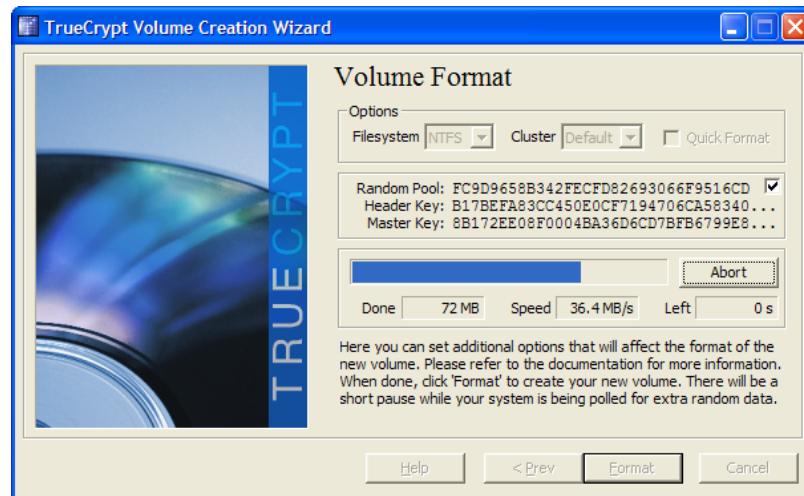 TrueCrypt Volume Creation Wizard
TRUECRYPT
Volume Format
Options
Filesystem NTFS Cluster Default Quick Format
Random Pool: FC9D9658B342FECFD82693066F9516CD
Header Key: B17BEFA83CC450E0CF7194706CA58340...
Master Key: 8B172EE08F0004BA36D6CD7BFB6799E8...
Abort
Done 72 MB Speed 36.4 MB/s Left 0 s
Here you can set additional options that will affect the format of the
new volume. Please refer to the documentation for more information.
When done, click 'Format' to create your new volume. There will be a
short pause while your system is being polled for extra random data.
Help < Prev Format Cancel